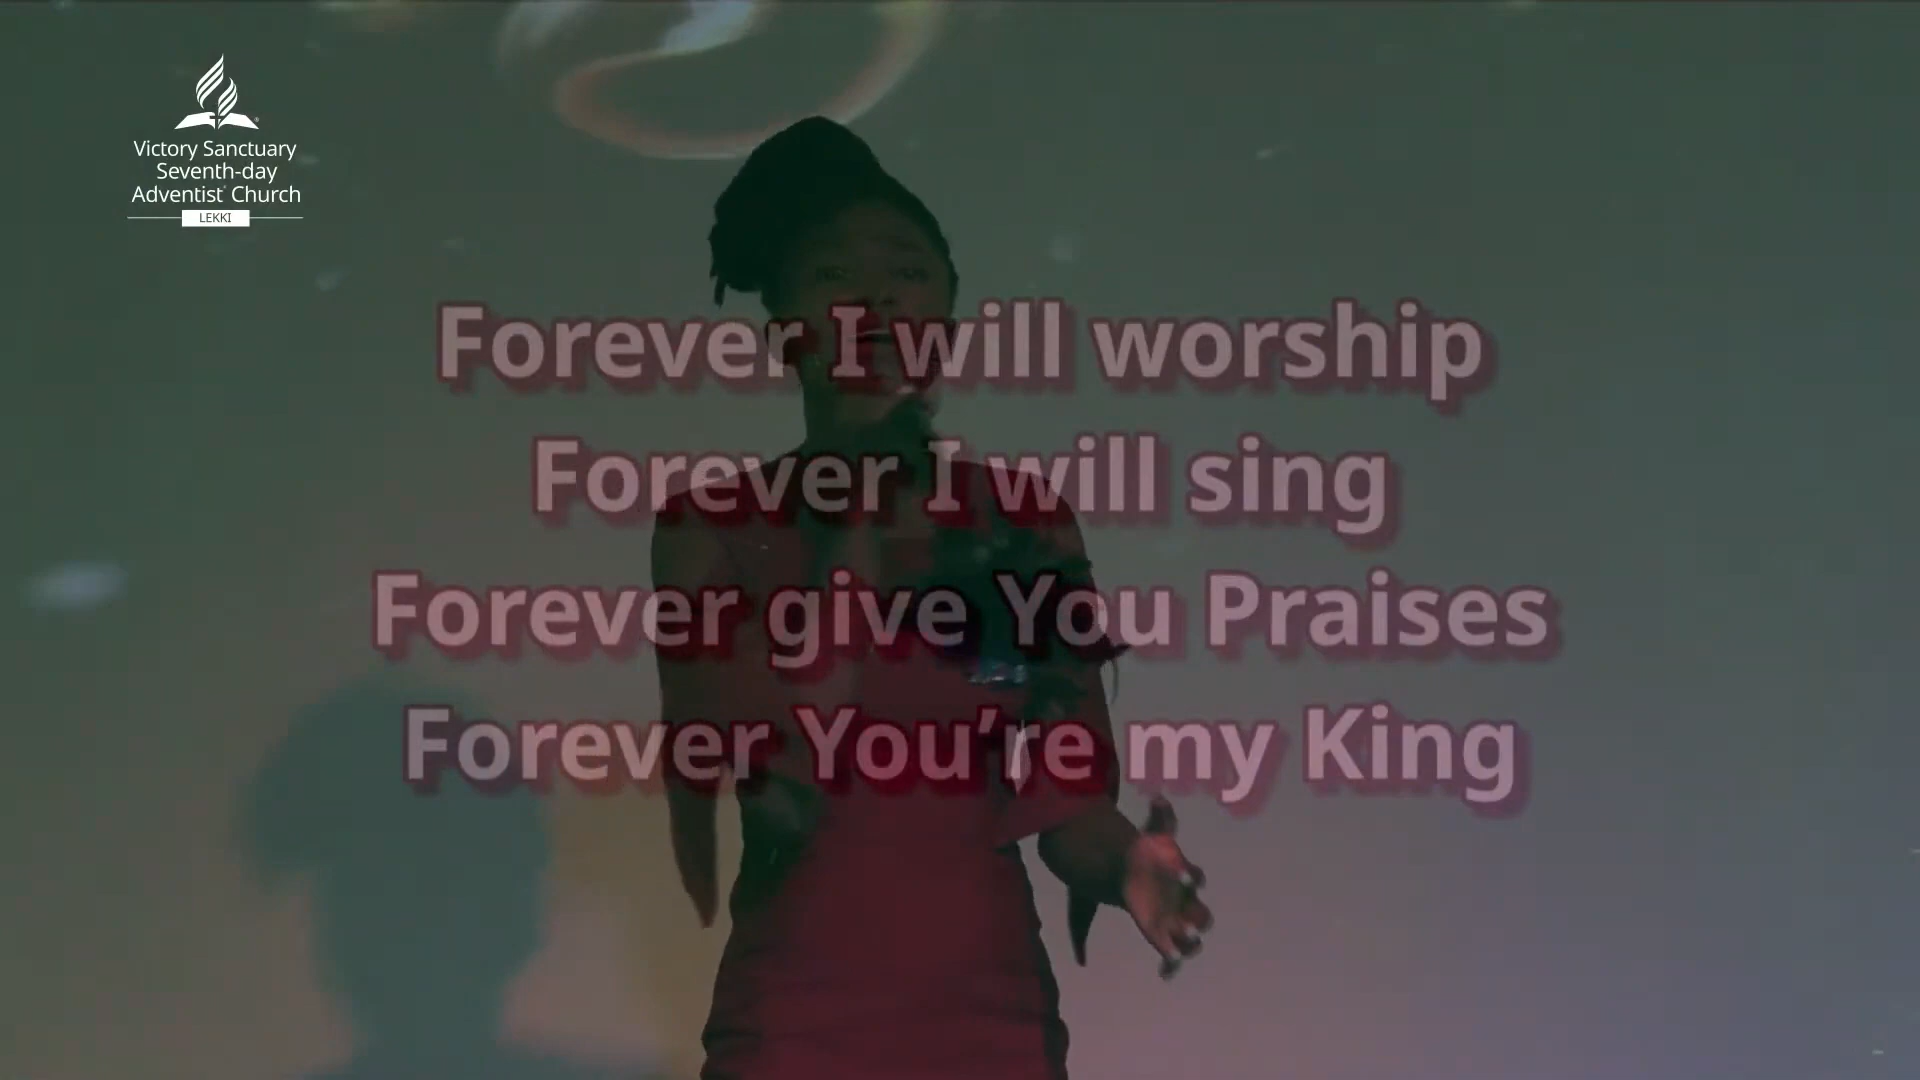 Victory Sanctuary
Seventh-day
Adventist® Church
LEKKI
Forever I will worship
Forever I will sing
Forever give You Praises
Forever You’re my King